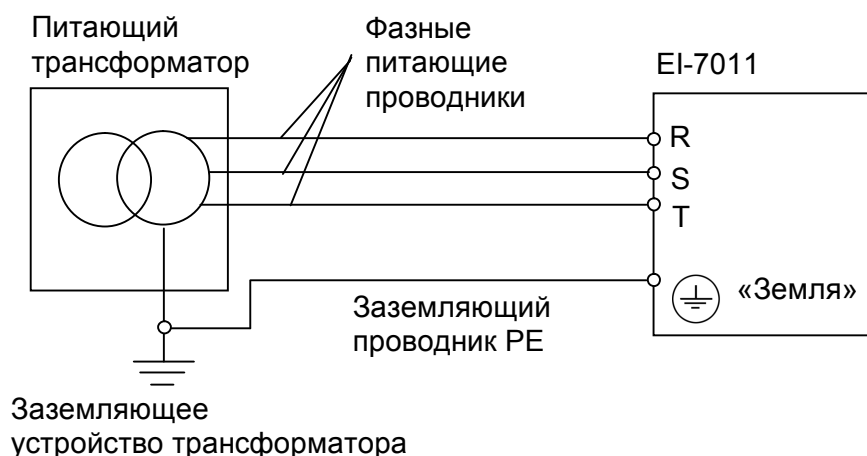 Питающий
трансформатор
Фазные
питающие
проводники
EI-7011
R
S
T
«Земля»
Заземляющий
проводник PE
Заземляющее
устройство трансформатора